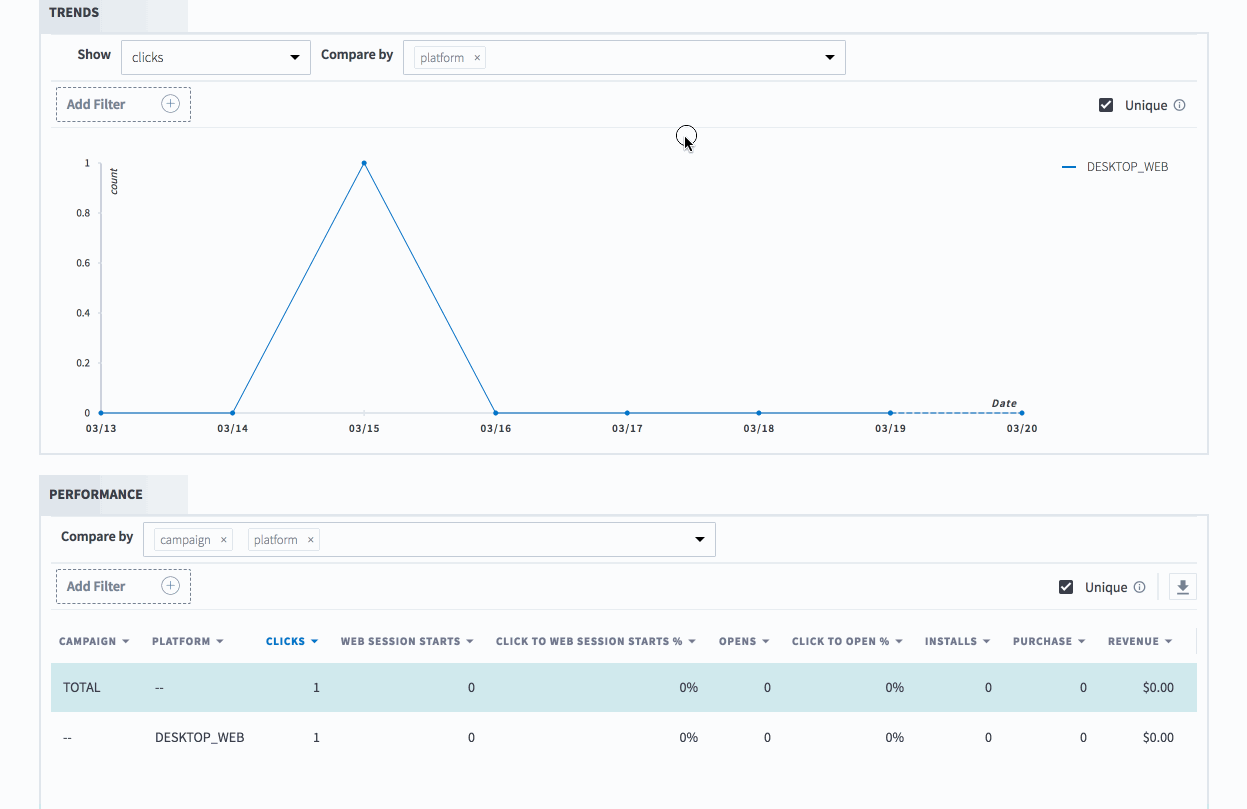 TRENDS
Show clicks Compare by platform ×
Add Filter + Unique i
1 count DESKTOP_WEB
0.8
0.6
0.4
0.2
Date
0
03/13 03/14 03/15 03/16 03/17 03/18 03/19 03/20
PERFORMANCE
Compare by campaign × platform ×
Add Filter + Unique i
CAMPAIGN PLATFORM CLICKS WEB SESSION STARTS CLICK TO WEB SESSION STARTS % OPENS CLICK TO OPEN % INSTALLS PURCHASE REVENUE
TOTAL -- 1 0 0% 0 0% 0 0 $0.00
-- DESKTOP_WEB 1 0 0% 0 0% 0 0 $0.00